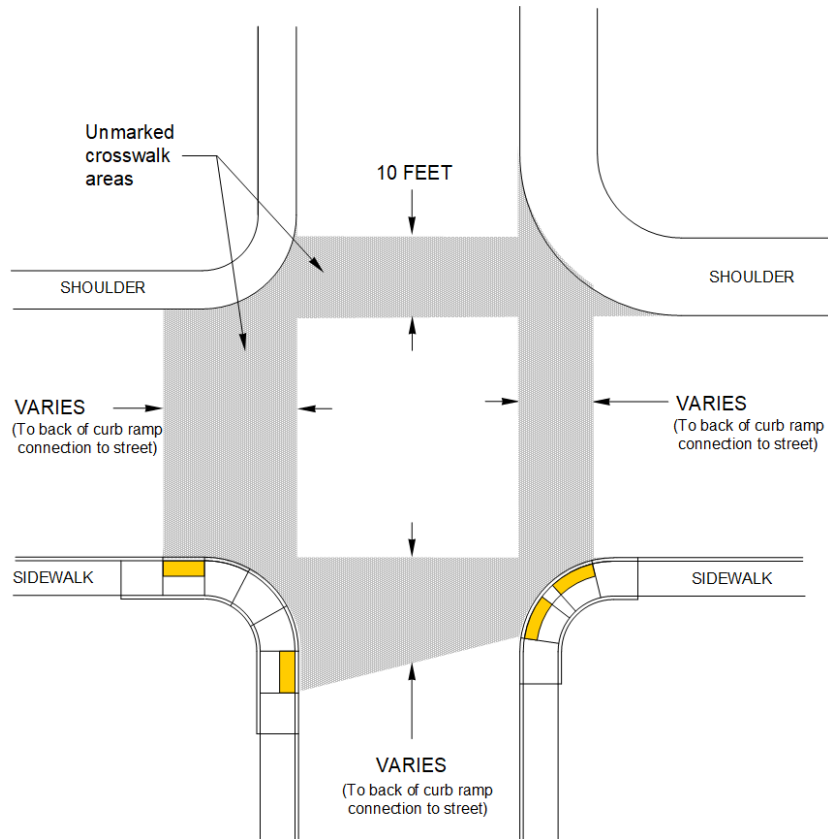 Unmarked
crosswalk
areas
10 FEET
SHOULDER
SHOULDER
VARIES
(To back of curb ramp
connection to street)
VARIES
(To back of curb ramp
connection to street)
SIDEWALK
SIDEWALK
VARIES
(To back of curb ramp
connection to street)